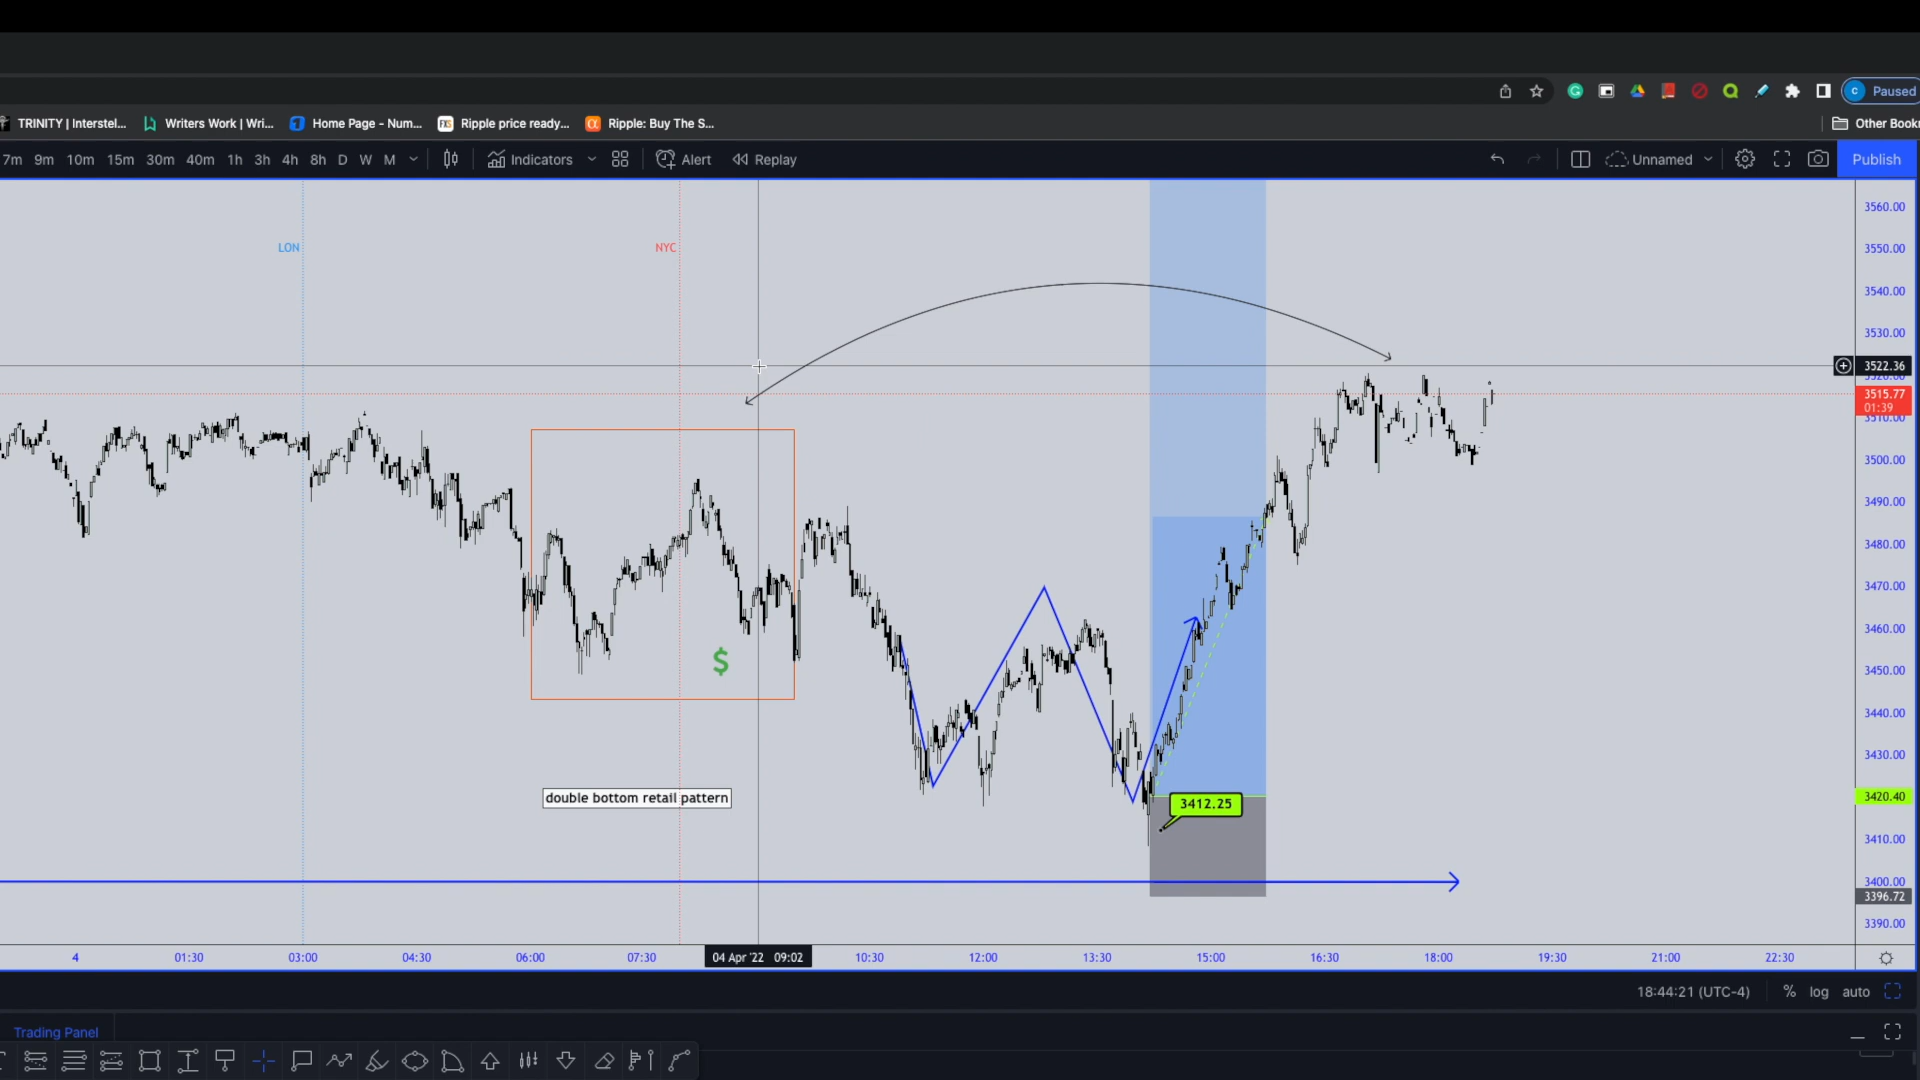 Paused
TRINITY | Interstel...
Writers Work | Wri...
Home Page - Num...
Ripple price ready...
Ripple: Buy The S...
Other Book
7m 9m 10m 15m 30m 40m 1h 3h 4h 8h D W M
Indicators
Alert
Replay
Unnamed
Publish
LON
NYC
3560.00
3550.00
3540.00
3530.00
3522.36
3515.77
01:39
3510.00
3500.00
3490.00
3480.00
3470.00
3460.00
3450.00
3440.00
3430.00
3420.40
3410.00
3400.00
3396.72
3390.00
$
double bottom retail pattern
3412.25
4 01:30 03:00 04:30 06:00 07:30 04 Apr '22 09:02 10:30 12:00 13:30 15:00 16:30 18:00 19:30 21:00 22:30
18:44:21 (UTC-4) % log auto
Trading Panel